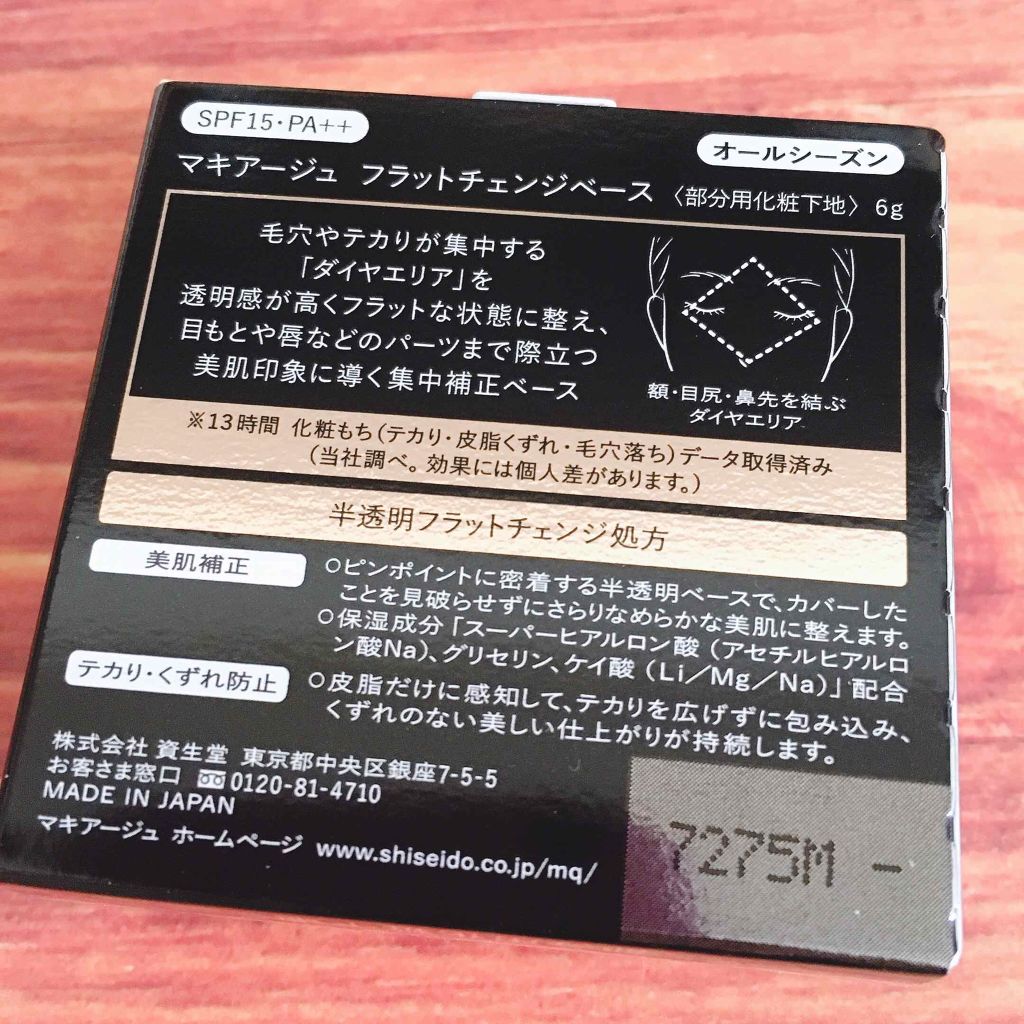 SPF15・PA++
オールシーズン
マキアージュ フラットチェンジベース 〈部分用化粧下地〉 6g
毛穴やテカりが集中する
「ダイヤエリア」を
透明感が高くフラットな状態に整え、
目もとや唇などのパーツまで際立つ
美肌印象に導く集中補正ベース
額・目尻・鼻先を結ぶ
ダイヤエリア
※13時間 化粧もち(テカり・皮脂くずれ・毛穴落ち)データ取得済み
(当社調べ。効果には個人差があります。)
半透明フラットチェンジ処方
美肌補正
○ピンポイントに密着する半透明ベースで、カバーした
ことを見破らせずにさらりなめらかな美肌に整えます。
○保湿成分「スーパーヒアルロン酸（アセチルヒアルロ
ン酸Na）、グリセリン、ケイ酸（Li／Mg／Na）」配合
テカり・くずれ防止
○皮脂だけに感知して、テカりを広げずに包み込み、
くずれのない美しい仕上がりが持続します。
株式会社 資生堂 東京都中央区銀座7-5-5
お客さま窓口 0120-81-4710
MADE IN JAPAN
マキアージュ ホームページ www.shiseido.co.jp/mq/
7275M -